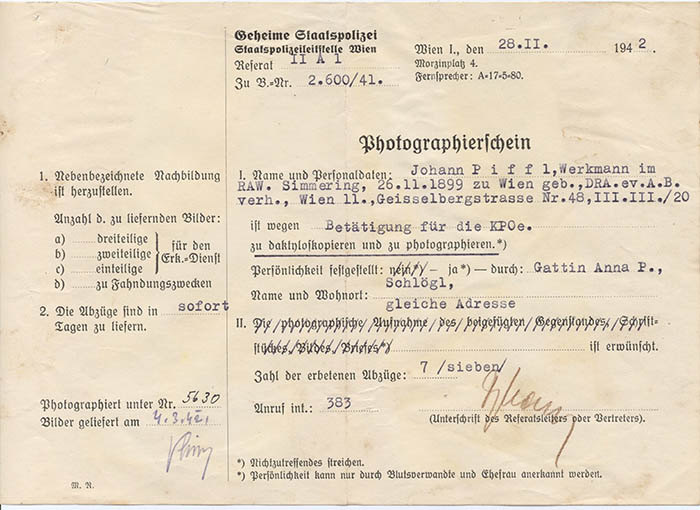 Geheime Staatspolizei
Staatspolizeileitstelle Wien
Referat II A 1
Zu B.-Nr. 2.600/41.
Wien I., den 28.II. 1942.
Morzinplatz 4.
Fernsprecher: A=17=5=80.
Photographierschein
1. Nebenbezeichnete Nachbildung
ist herzustellen.
Anzahl d. zu liefernden Bilder:
a) ........ dreiteilige
b) ........ zweiteilige
c) ........ einteilige
für den
Erk.=Dienst
d) ........ zu Fahndungszwecken
2. Die Abzüge sind in sofort
Tagen zu liefern.
Photographiert unter Nr. 5630
Bilder geliefert am 4.3.42.
M. N.
I. Name und Personaldaten: Johann P i f f l,Werkmann im
RAW. Simmering, 26.11.1899 zu Wien geb.,DRA.ev.A.B.
verh., Wien 11.,Geisselbergstrasse Nr.48,III.III./20
ist wegen Betätigung für die KPOe.
zu daktyloskopieren und zu photographieren.*)
Persönlichkeit festgestellt: nein*) – ja*) – durch: Gattin Anna P.,
Schlögl,
Name und Wohnort: gleiche Adresse
II. Die photographische Aufnahme des beigefügten Gegenstandes, Schrift=
stückes, Bildes, Briefes*) ist erwünscht.
Zahl der erbetenen Abzüge: 7 /sieben/
Anruf int.: 383
(Unterschrift des Referatsleiters oder Vertreters).
*) Nichtzutreffendes streichen.
*) Persönlichkeit kann nur durch Blutsverwandte und Ehefrau anerkannt werden.